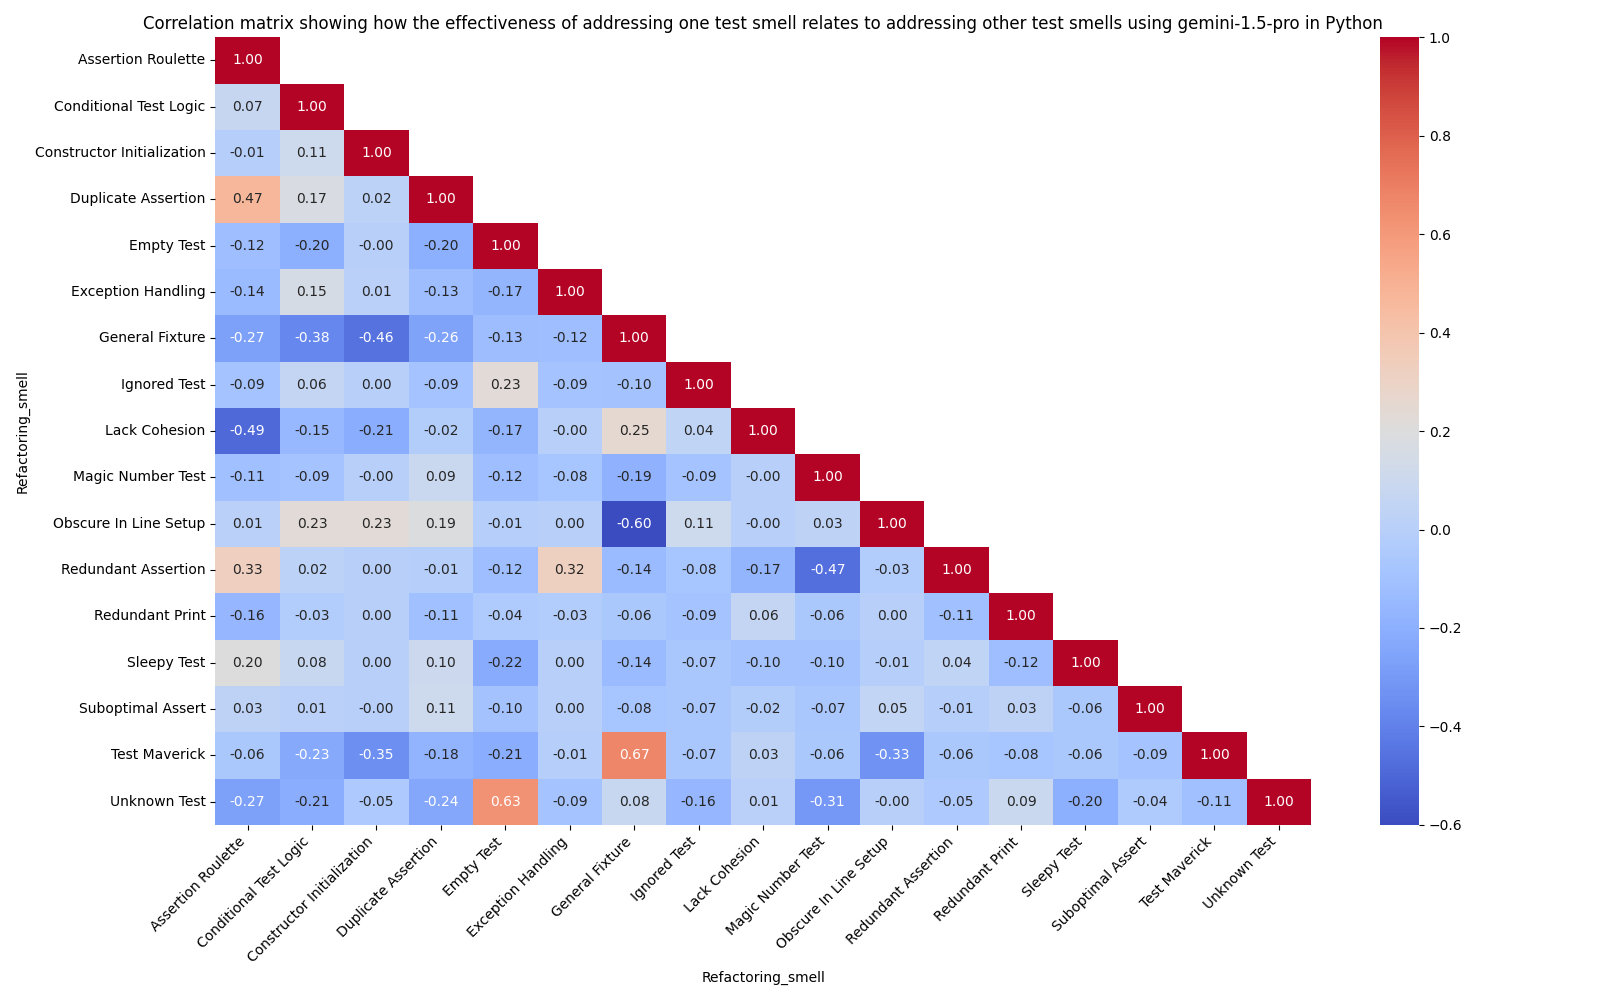 Correlation matrix showing how the effectiveness of addressing one test smell relates to addressing other test smells using gemini-1.5-pro in Python
Refactoring_smell
Assertion Roulette 1.00
Conditional Test Logic 0.07 1.00
Constructor Initialization -0.01 0.11 1.00
Duplicate Assertion 0.47 0.17 0.02 1.00
Empty Test -0.12 -0.20 -0.00 -0.20 1.00
Exception Handling -0.14 0.15 0.01 -0.13 -0.17 1.00
General Fixture -0.27 -0.38 -0.46 -0.26 -0.13 -0.12 1.00
Ignored Test -0.09 0.06 0.00 -0.09 0.23 -0.09 -0.10 1.00
Lack Cohesion -0.49 -0.15 -0.21 -0.02 -0.17 -0.00 0.25 0.04 1.00
Magic Number Test -0.11 -0.09 -0.00 0.09 -0.12 -0.08 -0.19 -0.09 -0.00 1.00
Obscure In Line Setup 0.01 0.23 0.23 0.19 -0.01 0.00 -0.60 0.11 -0.00 0.03 1.00
Redundant Assertion 0.33 0.02 0.00 -0.01 -0.12 0.32 -0.14 -0.08 -0.17 -0.47 -0.03 1.00
Redundant Print -0.16 -0.03 0.00 -0.11 -0.04 -0.03 -0.06 -0.09 0.06 -0.06 0.00 -0.11 1.00
Sleepy Test 0.20 0.08 0.00 0.10 -0.22 0.00 -0.14 -0.07 -0.10 -0.10 -0.01 0.04 -0.12 1.00
Suboptimal Assert 0.03 0.01 -0.00 0.11 -0.10 0.00 -0.08 -0.07 -0.02 -0.07 0.05 -0.01 0.03 -0.06 1.00
Test Maverick -0.06 -0.23 -0.35 -0.18 -0.21 -0.01 0.67 -0.07 0.03 -0.06 -0.33 -0.06 -0.08 -0.06 -0.09 1.00
Unknown Test -0.27 -0.21 -0.05 -0.24 0.63 -0.09 0.08 -0.16 0.01 -0.31 -0.00 -0.05 0.09 -0.20 -0.04 -0.11 1.00
Assertion Roulette
Conditional Test Logic
Constructor Initialization
Duplicate Assertion
Empty Test
Exception Handling
General Fixture
Ignored Test
Lack Cohesion
Magic Number Test
Obscure In Line Setup
Redundant Assertion
Redundant Print
Sleepy Test
Suboptimal Assert
Test Maverick
Unknown Test
Refactoring_smell
1.0
0.8
0.6
0.4
0.2
0.0
−0.2
−0.4
−0.6